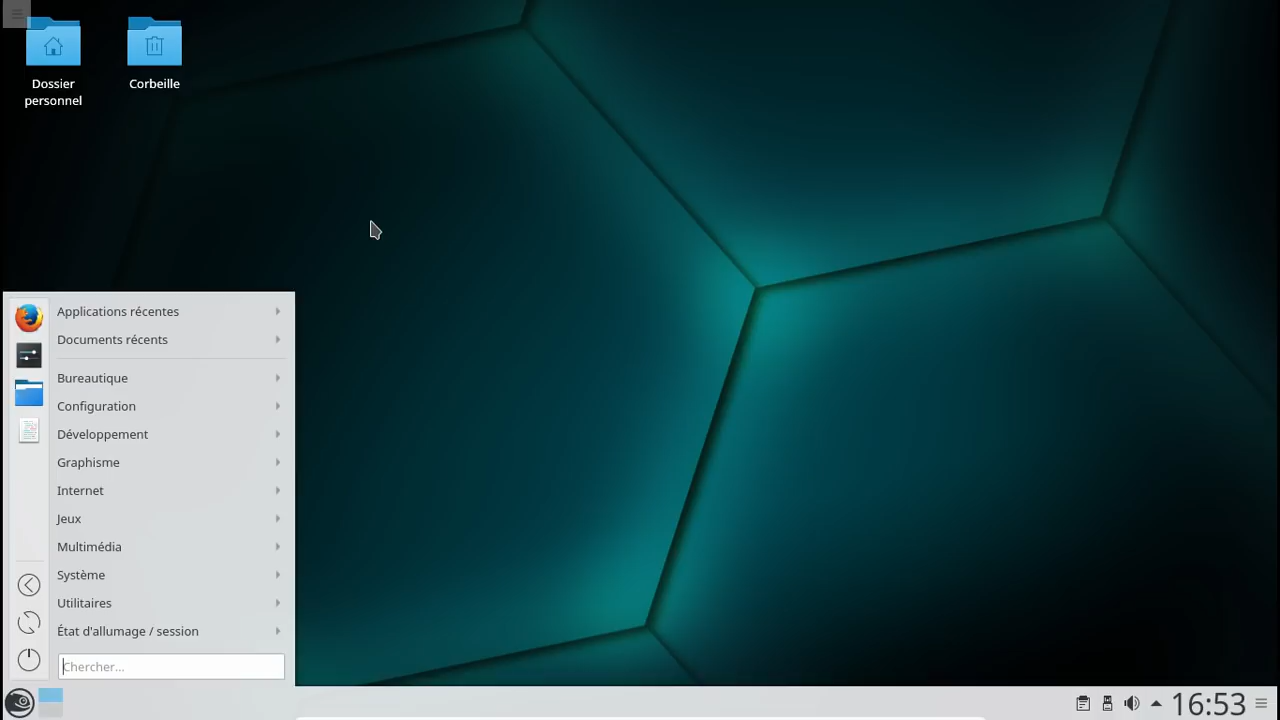 Dossier
personnel
Corbeille
Applications récentes
Documents récents
Bureautique
Configuration
Développement
Graphisme
Internet
Jeux
Multimédia
Système
Utilitaires
État d'allumage / session
Chercher...
16:53